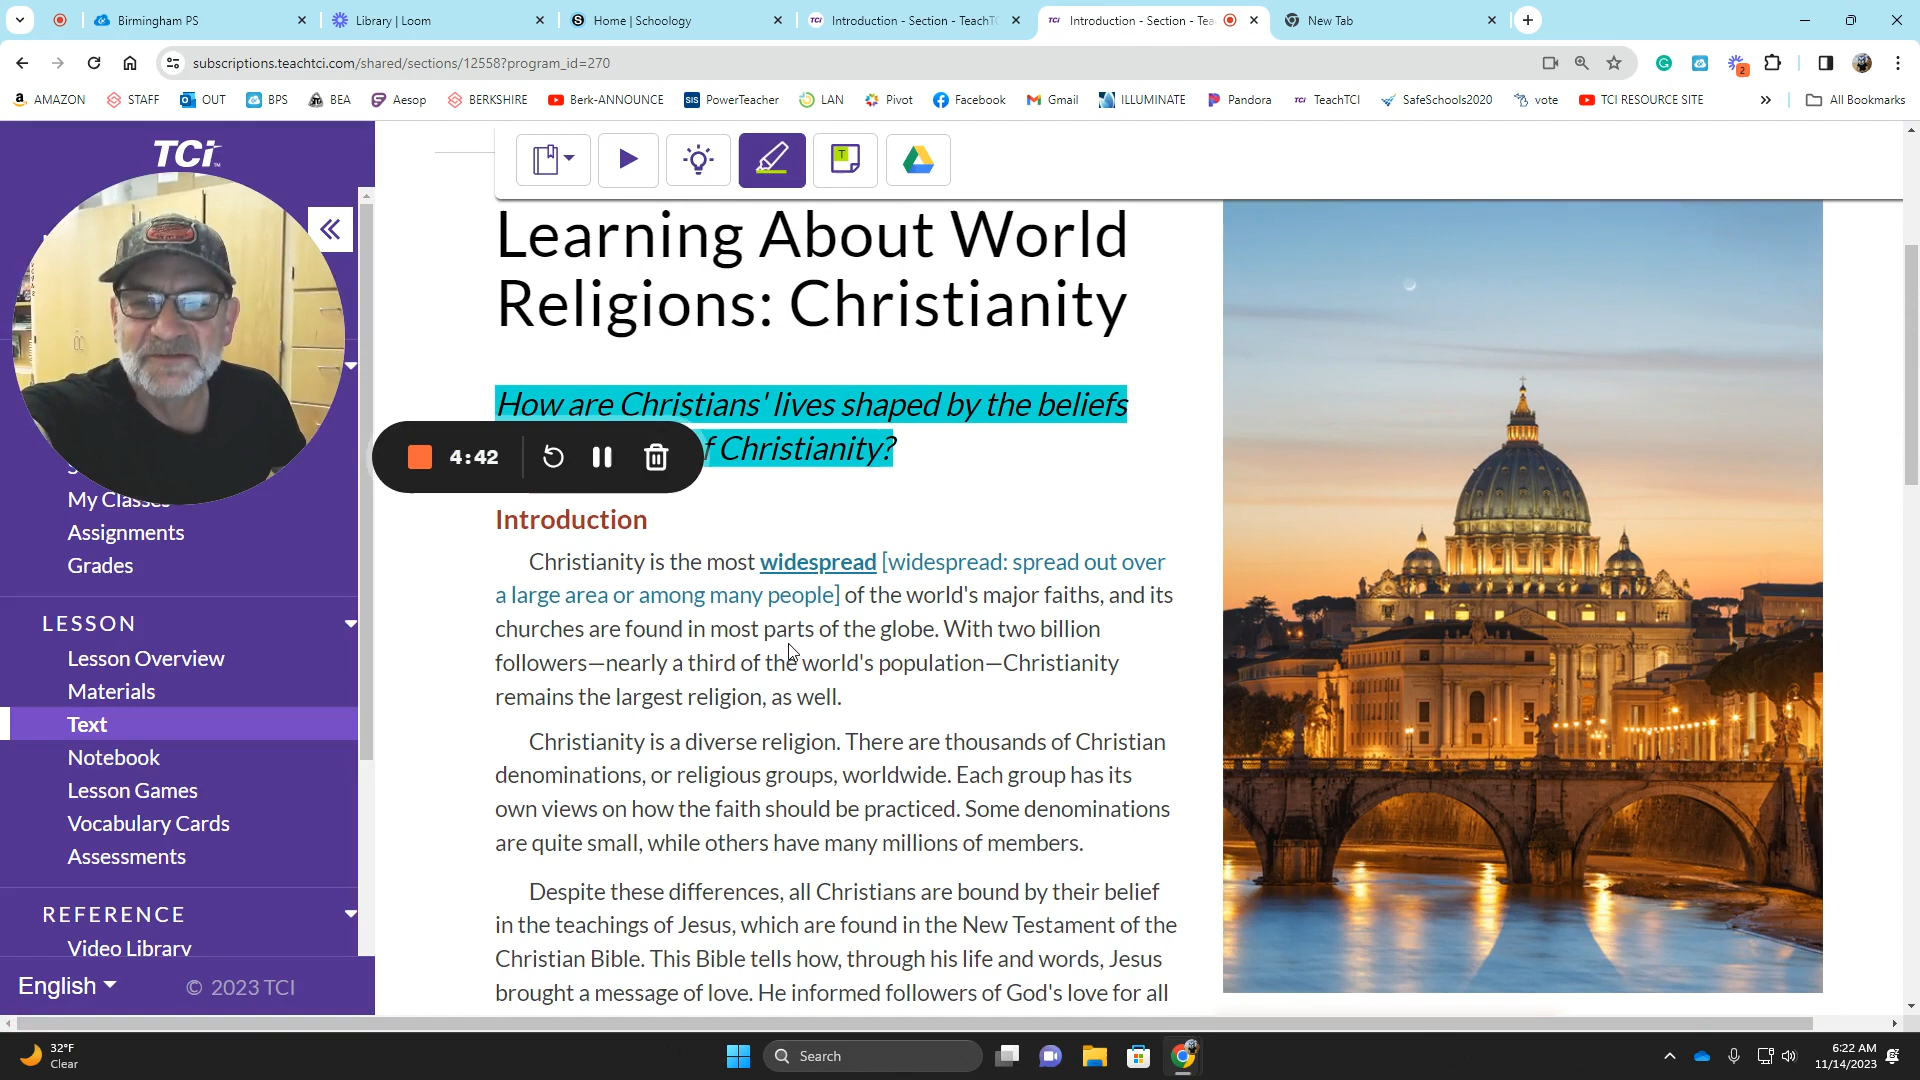 Birmingham PS
Library | Loom
Home | Schoology
Introduction - Section - TeachTC
Introduction - Section - Tea
New Tab
subscriptions.teachtci.com/shared/sections/12558?program_id=270
2
AMAZON
STAFF
OUT
BPS
BEA
Aesop
BERKSHIRE
Berk-ANNOUNCE
SIS PowerTeacher
LAN
Pivot
Facebook
Gmail
ILLUMINATE
Pandora
TCi TeachTCI
SafeSchools2020
vote
TCI RESOURCE SITE
»
All Bookmarks
TCi
T
Learning About World
Religions: Christianity
How are Christians' lives shaped by the beliefs
f Christianity?
4:42
My Classes
Assignments
Grades
LESSON
Lesson Overview
Materials
Text
Notebook
Lesson Games
Vocabulary Cards
Assessments
REFERENCE
Video Library
English
© 2023 TCI
Introduction
Christianity is the most widespread [widespread: spread out over
a large area or among many people] of the world's major faiths, and its
churches are found in most parts of the globe. With two billion
followers—nearly a third of the world's population—Christianity
remains the largest religion, as well.
Christianity is a diverse religion. There are thousands of Christian
denominations, or religious groups, worldwide. Each group has its
own views on how the faith should be practiced. Some denominations
are quite small, while others have many millions of members.
Despite these differences, all Christians are bound by their belief
in the teachings of Jesus, which are found in the New Testament of the
Christian Bible. This Bible tells how, through his life and words, Jesus
brought a message of love. He informed followers of God's love for all
32°F
Clear
Search
6:22 AM
11/14/2023